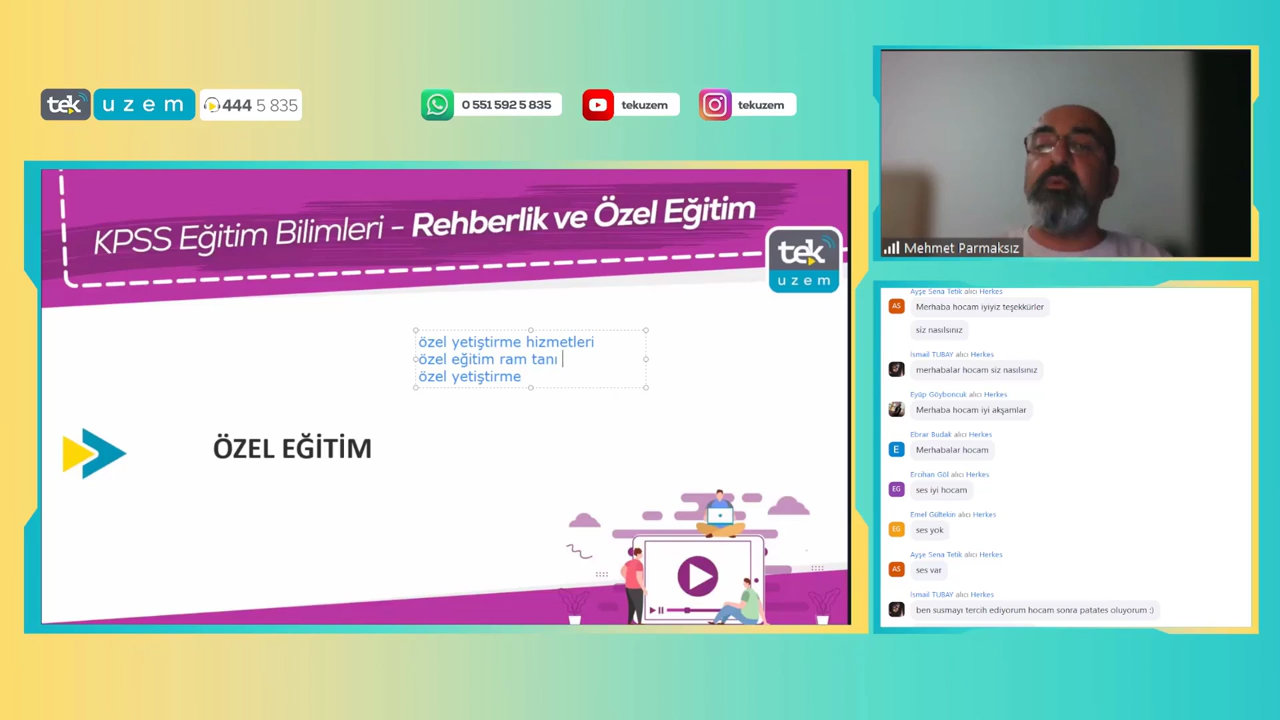 tek uzem 444 5 835
0 551 592 5 835
tekuzem
tekuzem
KPSS Eğitim Bilimleri - Rehberlik ve Özel Eğitim
tek
uzem
özel yetiştirme hizmetleri
özel eğitim ram tanı
özel yetiştirme
ÖZEL EĞİTİM
Mehmet Parmaksız
Ayşe Sena Tetik alıcı Herkes
AS
Merhaba hocam iyiyiz teşekkürler
siz nasılsınız
İsmail TUBAY alıcı Herkes
merhabalar hocam siz nasılsınız
Eyüp Göyboncuk alıcı Herkes
Merhaba hocam iyi akşamlar
Ebrar Budak alıcı Herkes
E
Merhabalar hocam
Ercihan Göl alıcı Herkes
EG
ses iyi hocam
Emel Gültekin alıcı Herkes
EG
ses yok
Ayşe Sena Tetik alıcı Herkes
AS
ses var
İsmail TUBAY alıcı Herkes
ben susmayı tercih ediyorum hocam sonra patates oluyorum :)